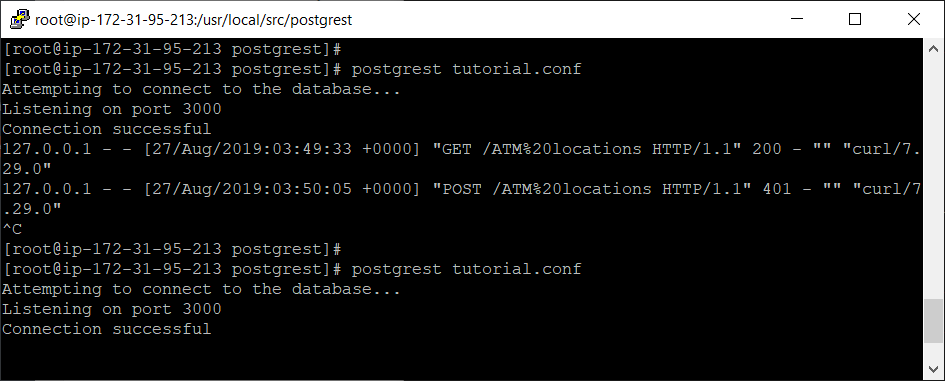 root@ip-172-31-95-213:/usr/local/src/postgrest
[root@ip-172-31-95-213 postgrest]#
[root@ip-172-31-95-213 postgrest]# postgrest tutorial.conf
Attempting to connect to the database...
Listening on port 3000
Connection successful
127.0.0.1 - - [27/Aug/2019:03:49:33 +0000] "GET /ATM%20locations HTTP/1.1" 200 - "" "curl/7.
29.0"
127.0.0.1 - - [27/Aug/2019:03:50:05 +0000] "POST /ATM%20locations HTTP/1.1" 401 - "" "curl/7
.29.0"
^C
[root@ip-172-31-95-213 postgrest]#
[root@ip-172-31-95-213 postgrest]# postgrest tutorial.conf
Attempting to connect to the database...
Listening on port 3000
Connection successful